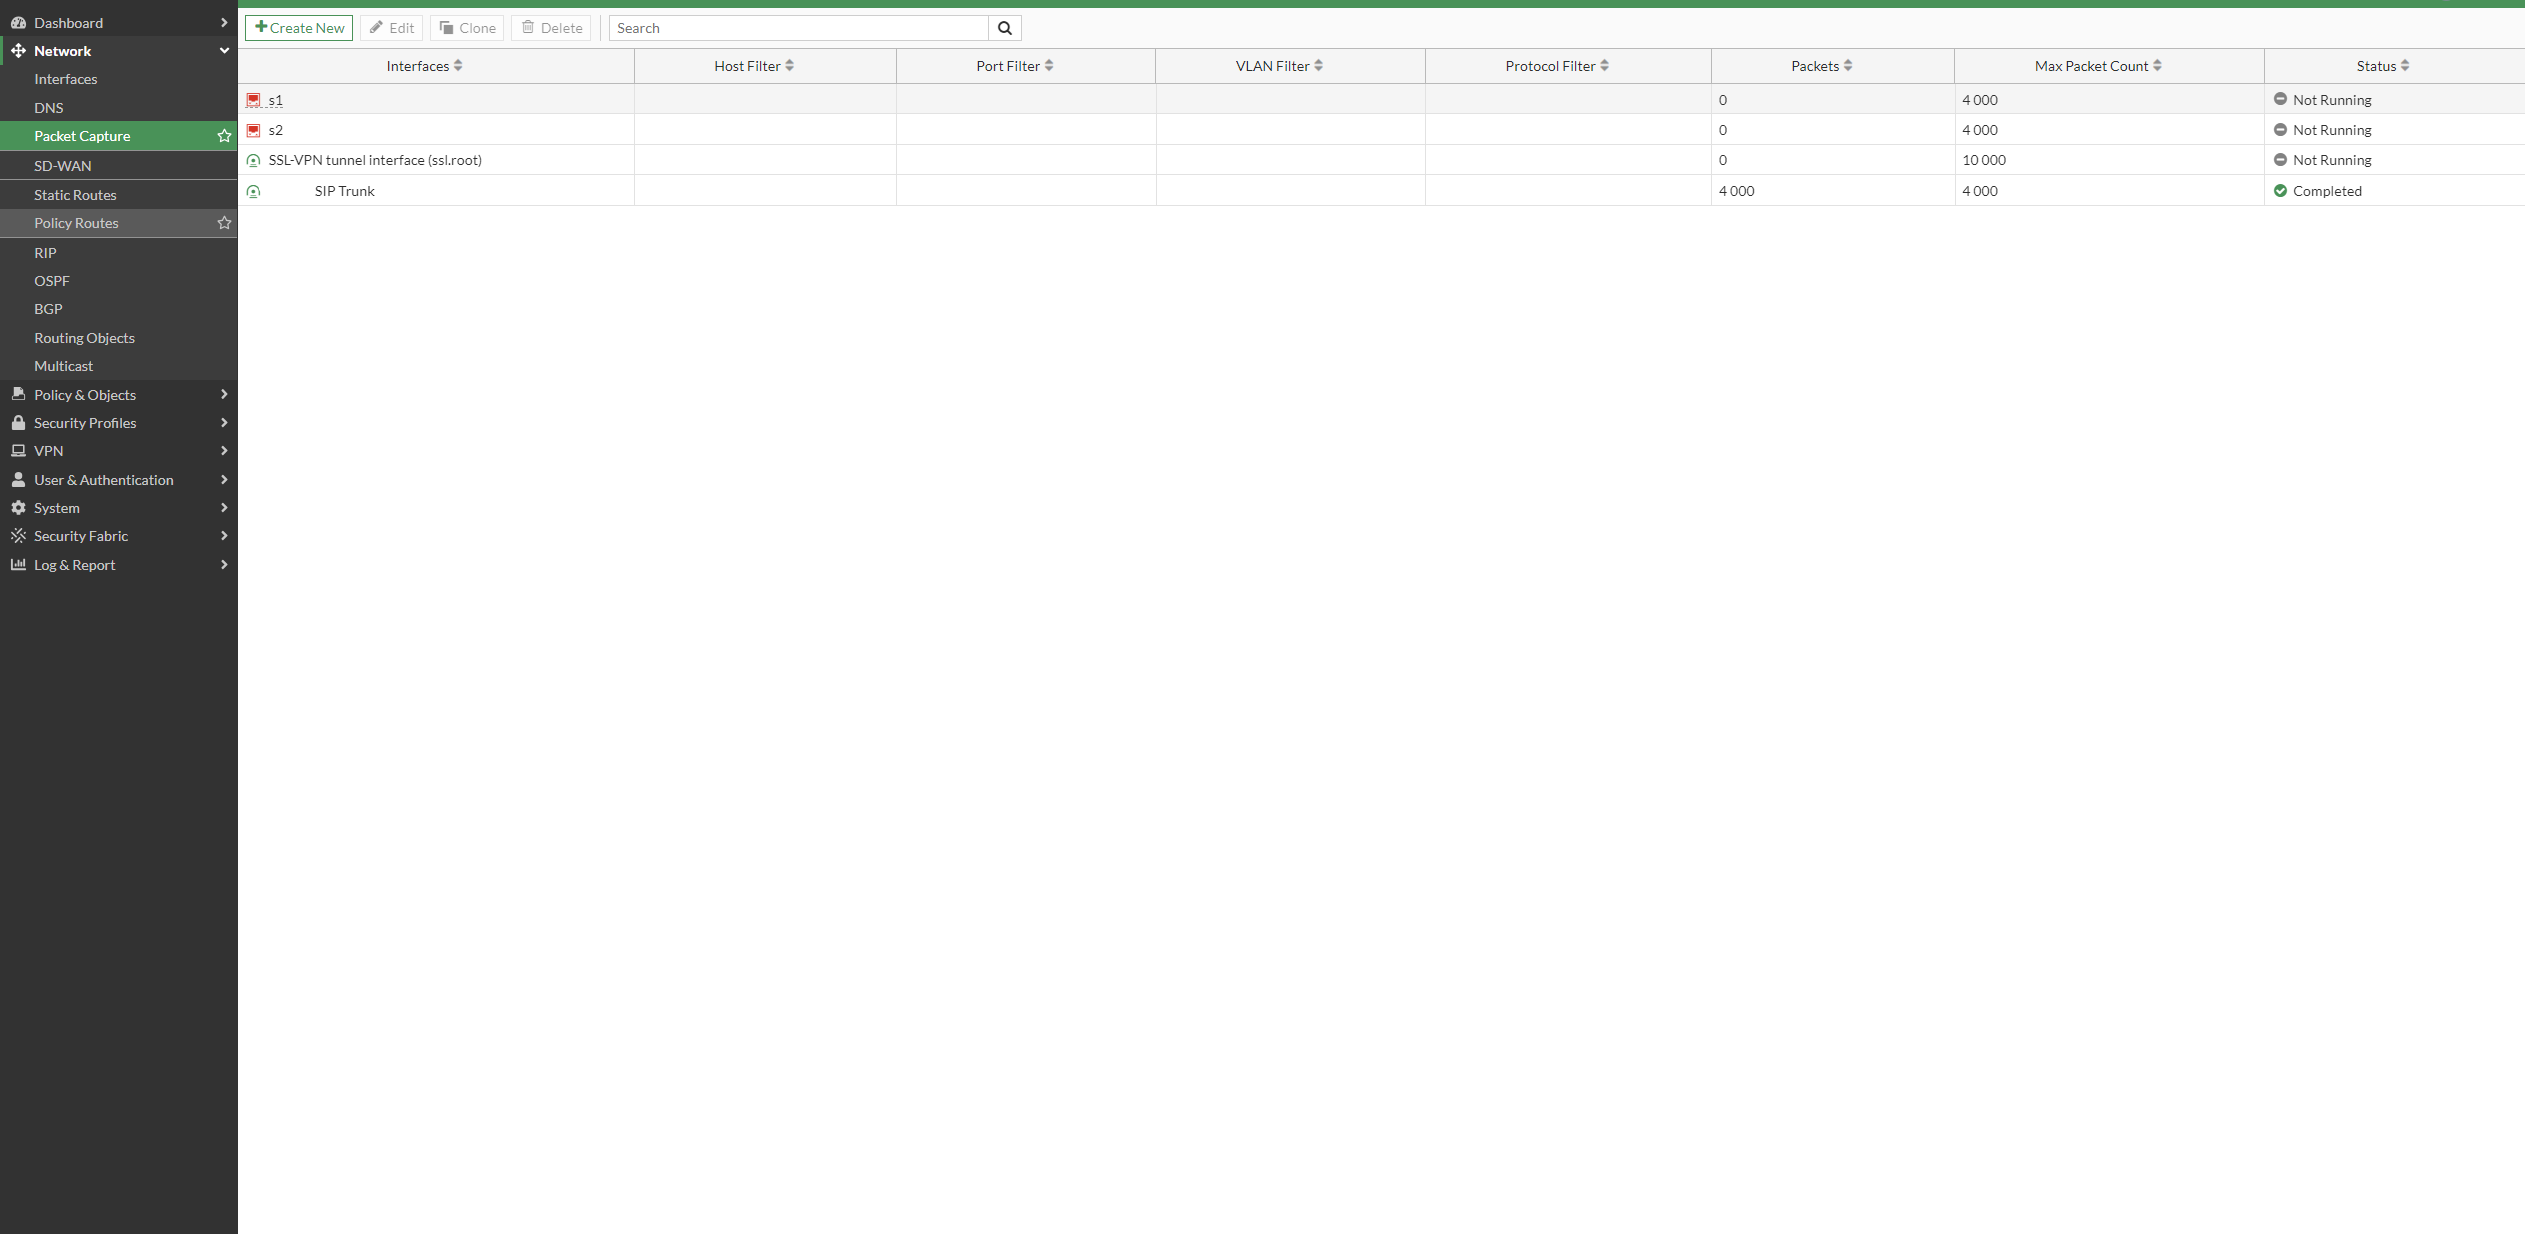 Dashboard
Network
Interfaces
DNS
Packet Capture
SD-WAN
Static Routes
Policy Routes
RIP
OSPF
BGP
Routing Objects
Multicast
Policy & Objects
Security Profiles
VPN
User & Authentication
System
Security Fabric
Log & Report
Create New Edit Clone Delete Search
Interfaces Host Filter Port Filter VLAN Filter Protocol Filter Packets Max Packet Count Status
s1 0 4 000 Not Running
s2 0 4 000 Not Running
SSL-VPN tunnel interface (ssl.root) 0 10 000 Not Running
SIP Trunk 4 000 4 000 Completed